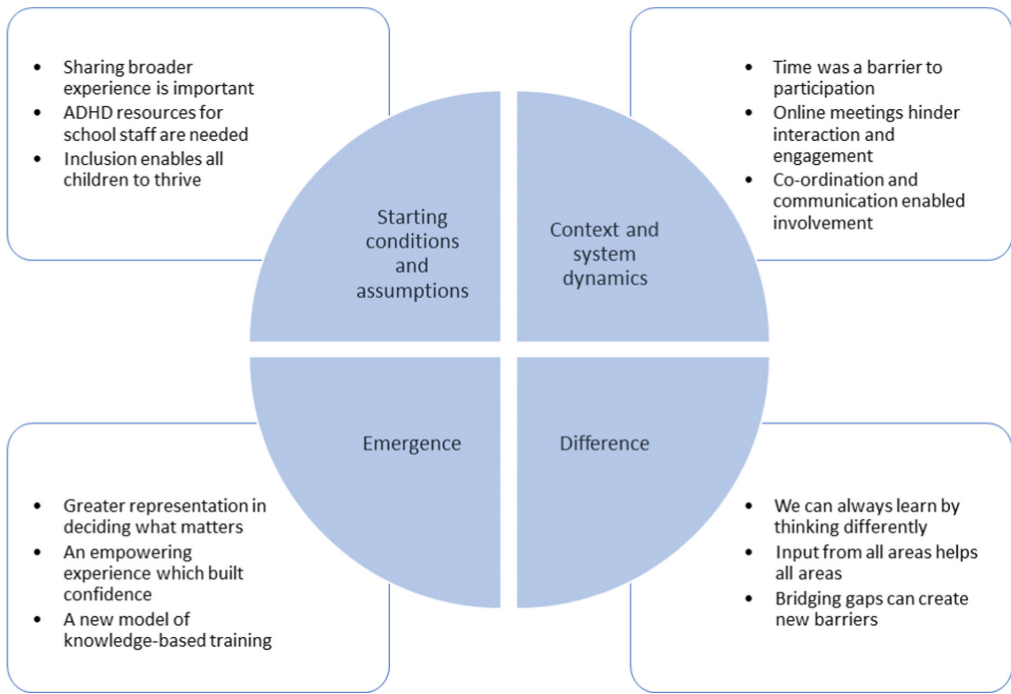 • Sharing broader
experience is important
• ADHD resources for
school staff are needed
• Inclusion enables all
children to thrive
Starting
conditions
and
assumptions
• Time was a barrier to
participation
• Online meetings hinder
interaction and
engagement
• Co-ordination and
communication enabled
involvement
Context and
system
dynamics
Emergence
• Greater representation in
deciding what matters
• An empowering
experience which built
confidence
• A new model of
knowledge-based training
Difference
• We can always learn by
thinking differently
• Input from all areas helps
all areas
• Bridging gaps can create
new barriers